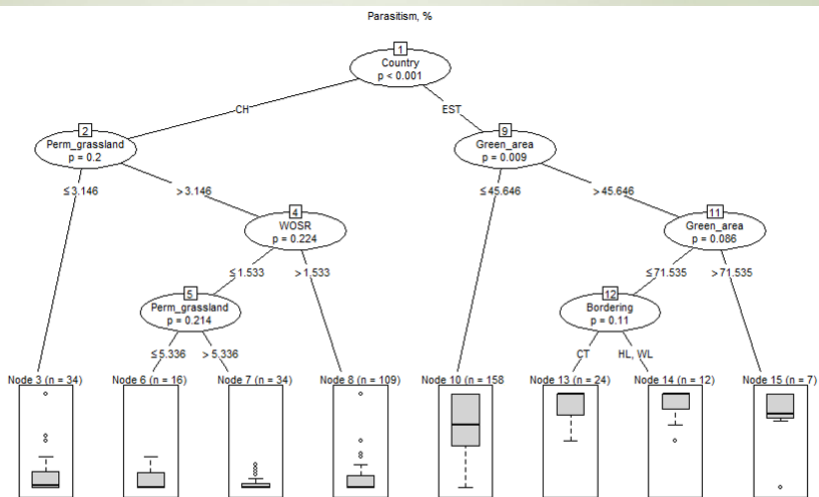 Parasitism, %
1
Country
p < 0.001
CH
EST
2
Perm_grassland
p = 0.2
9
Green_area
p = 0.009
≤3.146
>3.146
≤45.646
>45.646
4
WOSR
p = 0.224
11
Green_area
p = 0.086
≤1.533
>1.533
≤71.535
>71.535
5
Perm_grassland
p = 0.214
12
Bordering
p = 0.11
≤5.336
> 5.336
CT
HL, WL
Node 3 (n = 34)
Node 6 (n = 16)
Node 7 (n = 34)
Node 8 (n = 109)
Node 10 (n = 158
Node 13 (n = 24)
Node 14 (n = 12)
Node 15 (n = 7)